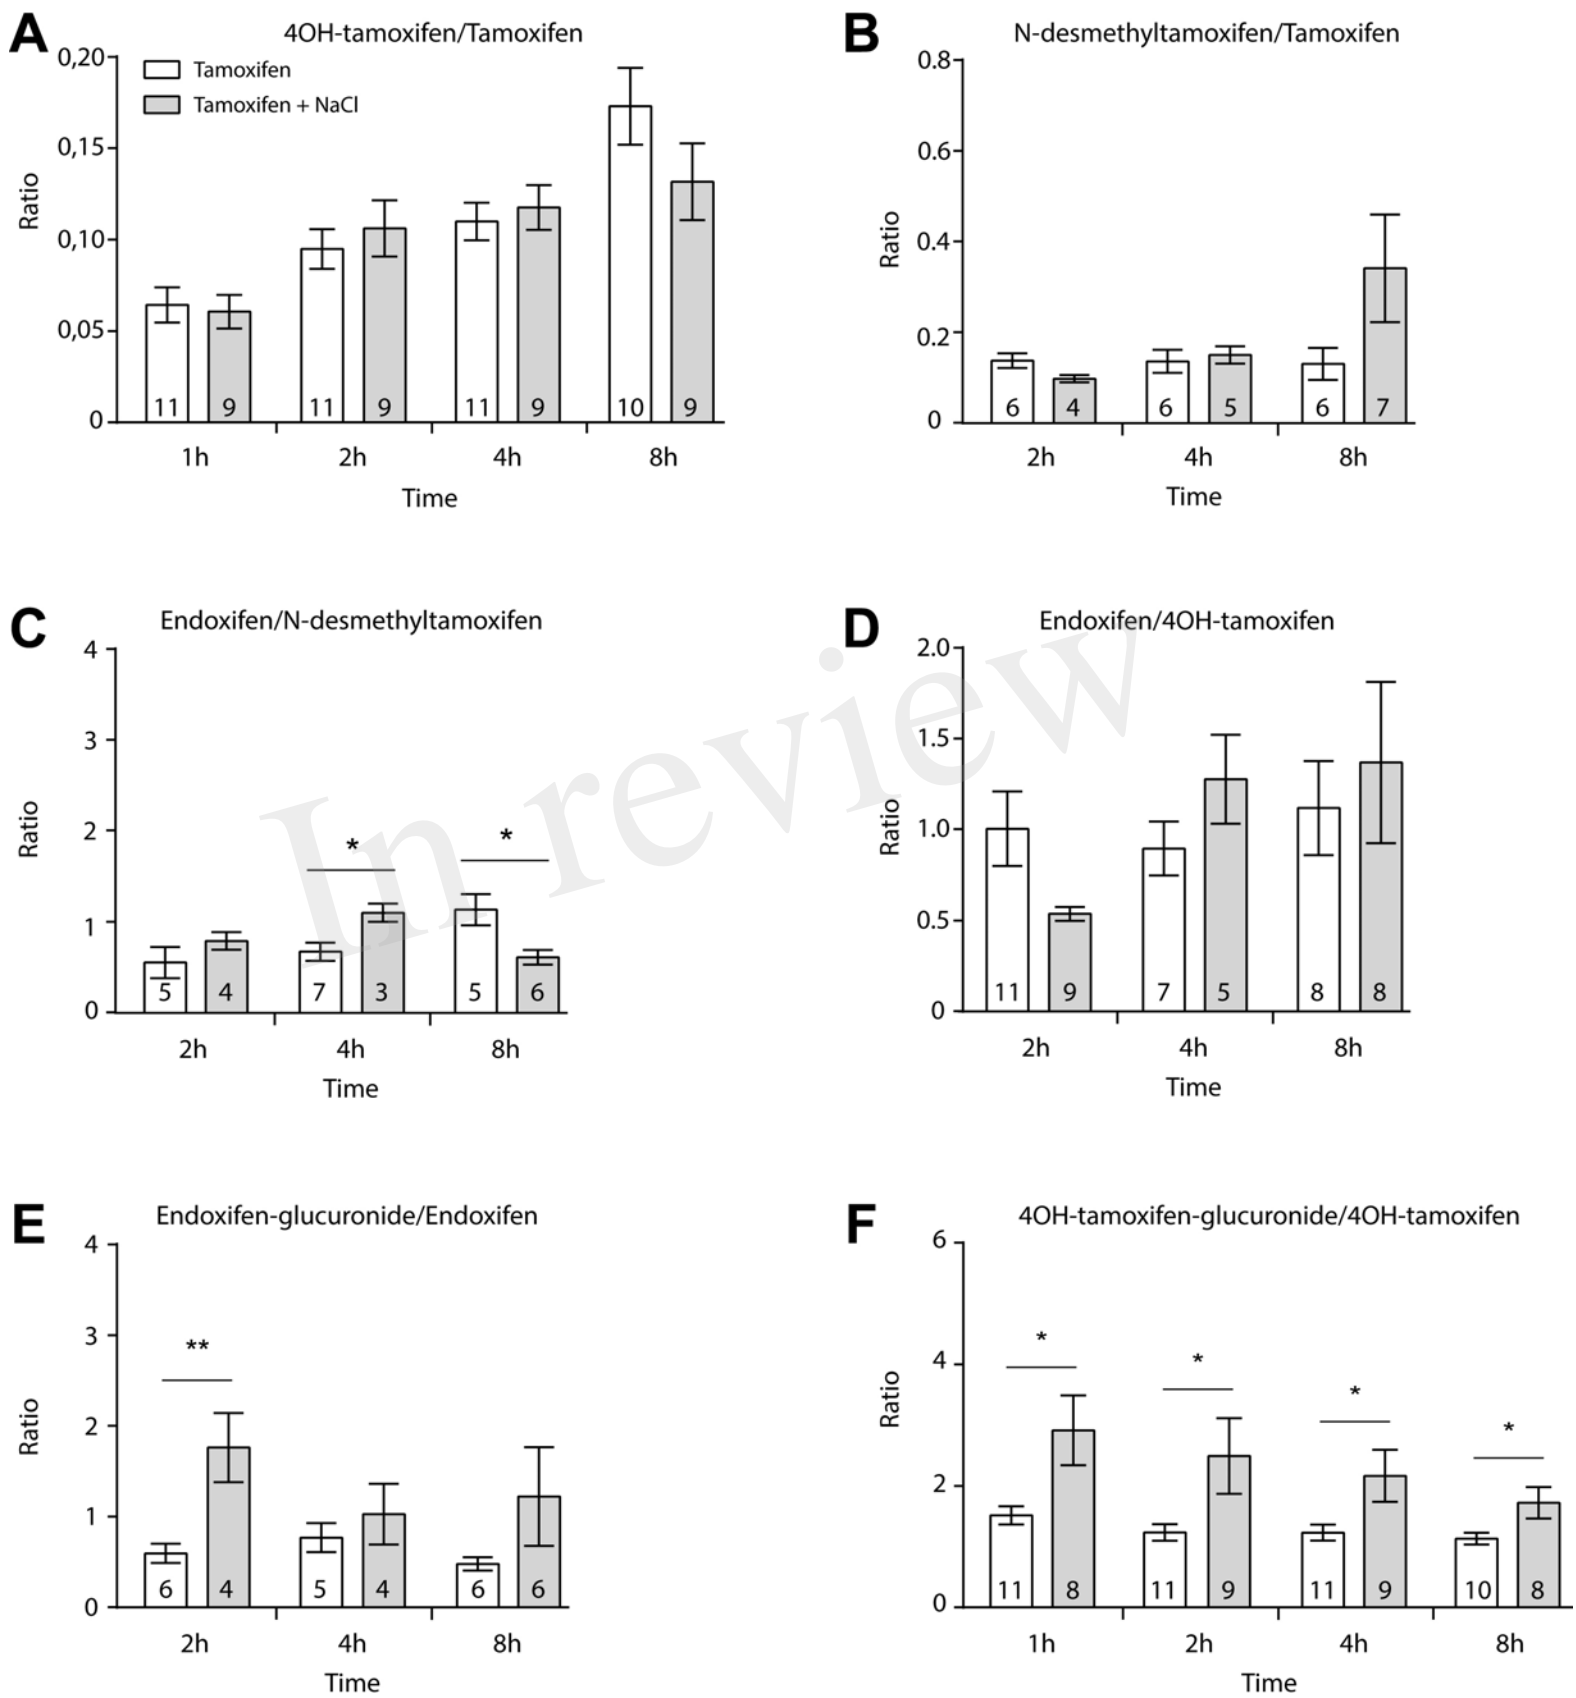 A
4OH-tamoxifen/Tamoxifen
Tamoxifen
Tamoxifen + NaCl
Ratio
0,20
0,15
0,10
0,05
0
11 9 11 9 11 9 10 9
1h 2h 4h 8h
Time
B
N-desmethyltamoxifen/Tamoxifen
Ratio
0.8
0.6
0.4
0.2
0
6 4 6 5 6 7
2h 4h 8h
Time
C
Endoxifen/N-desmethyltamoxifen
Ratio
4
3
2
1
0
* *
5 4 7 3 5 6
2h 4h 8h
Time
D
Endoxifen/4OH-tamoxifen
Ratio
2.0
1.5
1.0
0.5
0
11 9 7 5 8 8
2h 4h 8h
Time
In review
E
Endoxifen-glucuronide/Endoxifen
Ratio
4
3
2
1
0
**
6 4 5 4 6 6
2h 4h 8h
Time
F
4OH-tamoxifen-glucuronide/4OH-tamoxifen
Ratio
6
4
2
0
* * * *
11 8 11 9 11 9 10 8
1h 2h 4h 8h
Time